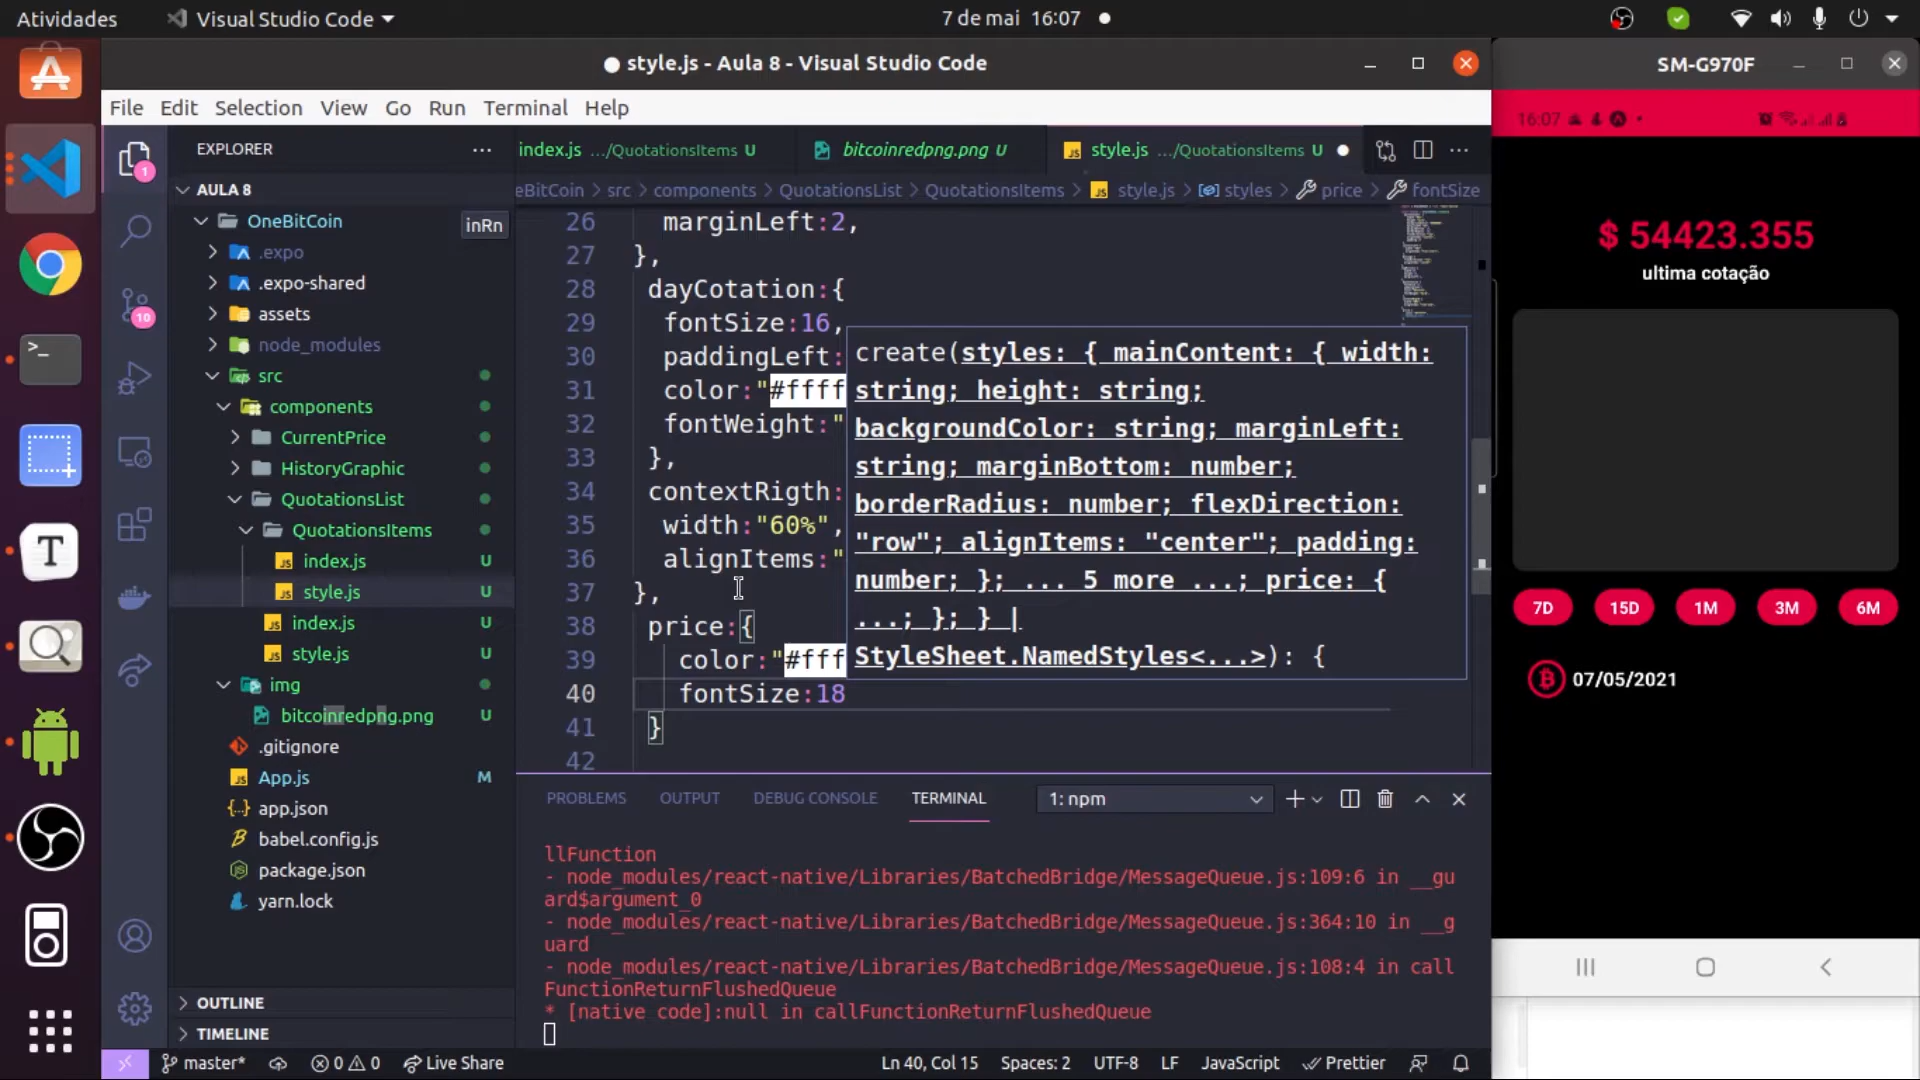 Atividades
Visual Studio Code
7 de mai 16:07
style.js - Aula 8 - Visual Studio Code
SM-G970F
File Edit Selection View Go Run Terminal Help
EXPLORER
AULA 8
OneBitCoin
inRn
.expo
.expo-shared
assets
node_modules
src
components
CurrentPrice
HistoryGraphic
QuotationsList
QuotationsItems
index.js U
style.js U
index.js U
style.js U
img
bitcoinredpng.png U
.gitignore
App.js M
app.json
babel.config.js
package.json
yarn.lock
OUTLINE
TIMELINE
index.js .../QuotationsItems U
bitcoinredpng.png U
style.js .../QuotationsItems U
eBitCoin > src > components > QuotationsList > QuotationsItems > style.js > styles > price > fontSize
26 marginLeft:2,
27 },
28 dayCotation:{
29 fontSize:16,
30 paddingLeft:
31 color:"#ffff
32 fontWeight:"
33 },
34 contextRigth:
35 width:"60%",
36 alignItems:"
37 },
38 price:{
39 color:"#fff
40 fontSize:18
41 }
42
create(styles: { mainContent: { width:
string; height: string;
backgroundColor: string; marginLeft:
string; marginBottom: number;
borderRadius: number; flexDirection:
"row"; alignItems: "center"; padding:
number; }; ... 5 more ...; price: {
...; }; } |
StyleSheet.NamedStyles<...>): {
PROBLEMS OUTPUT DEBUG CONSOLE TERMINAL 1: npm
llFunction
- node_modules/react-native/Libraries/BatchedBridge/MessageQueue.js:109:6 in __gu
ard$argument_0
- node_modules/react-native/Libraries/BatchedBridge/MessageQueue.js:364:10 in __g
uard
- node_modules/react-native/Libraries/BatchedBridge/MessageQueue.js:108:4 in call
FunctionReturnFlushedQueue
* [native code]:null in callFunctionReturnFlushedQueue
master* 0 0 Live Share Ln 40, Col 15 Spaces: 2 UTF-8 LF JavaScript Prettier
1
10
16:07
$ 54423.355
ultima cotação
7D 15D 1M 3M 6M
07/05/2021